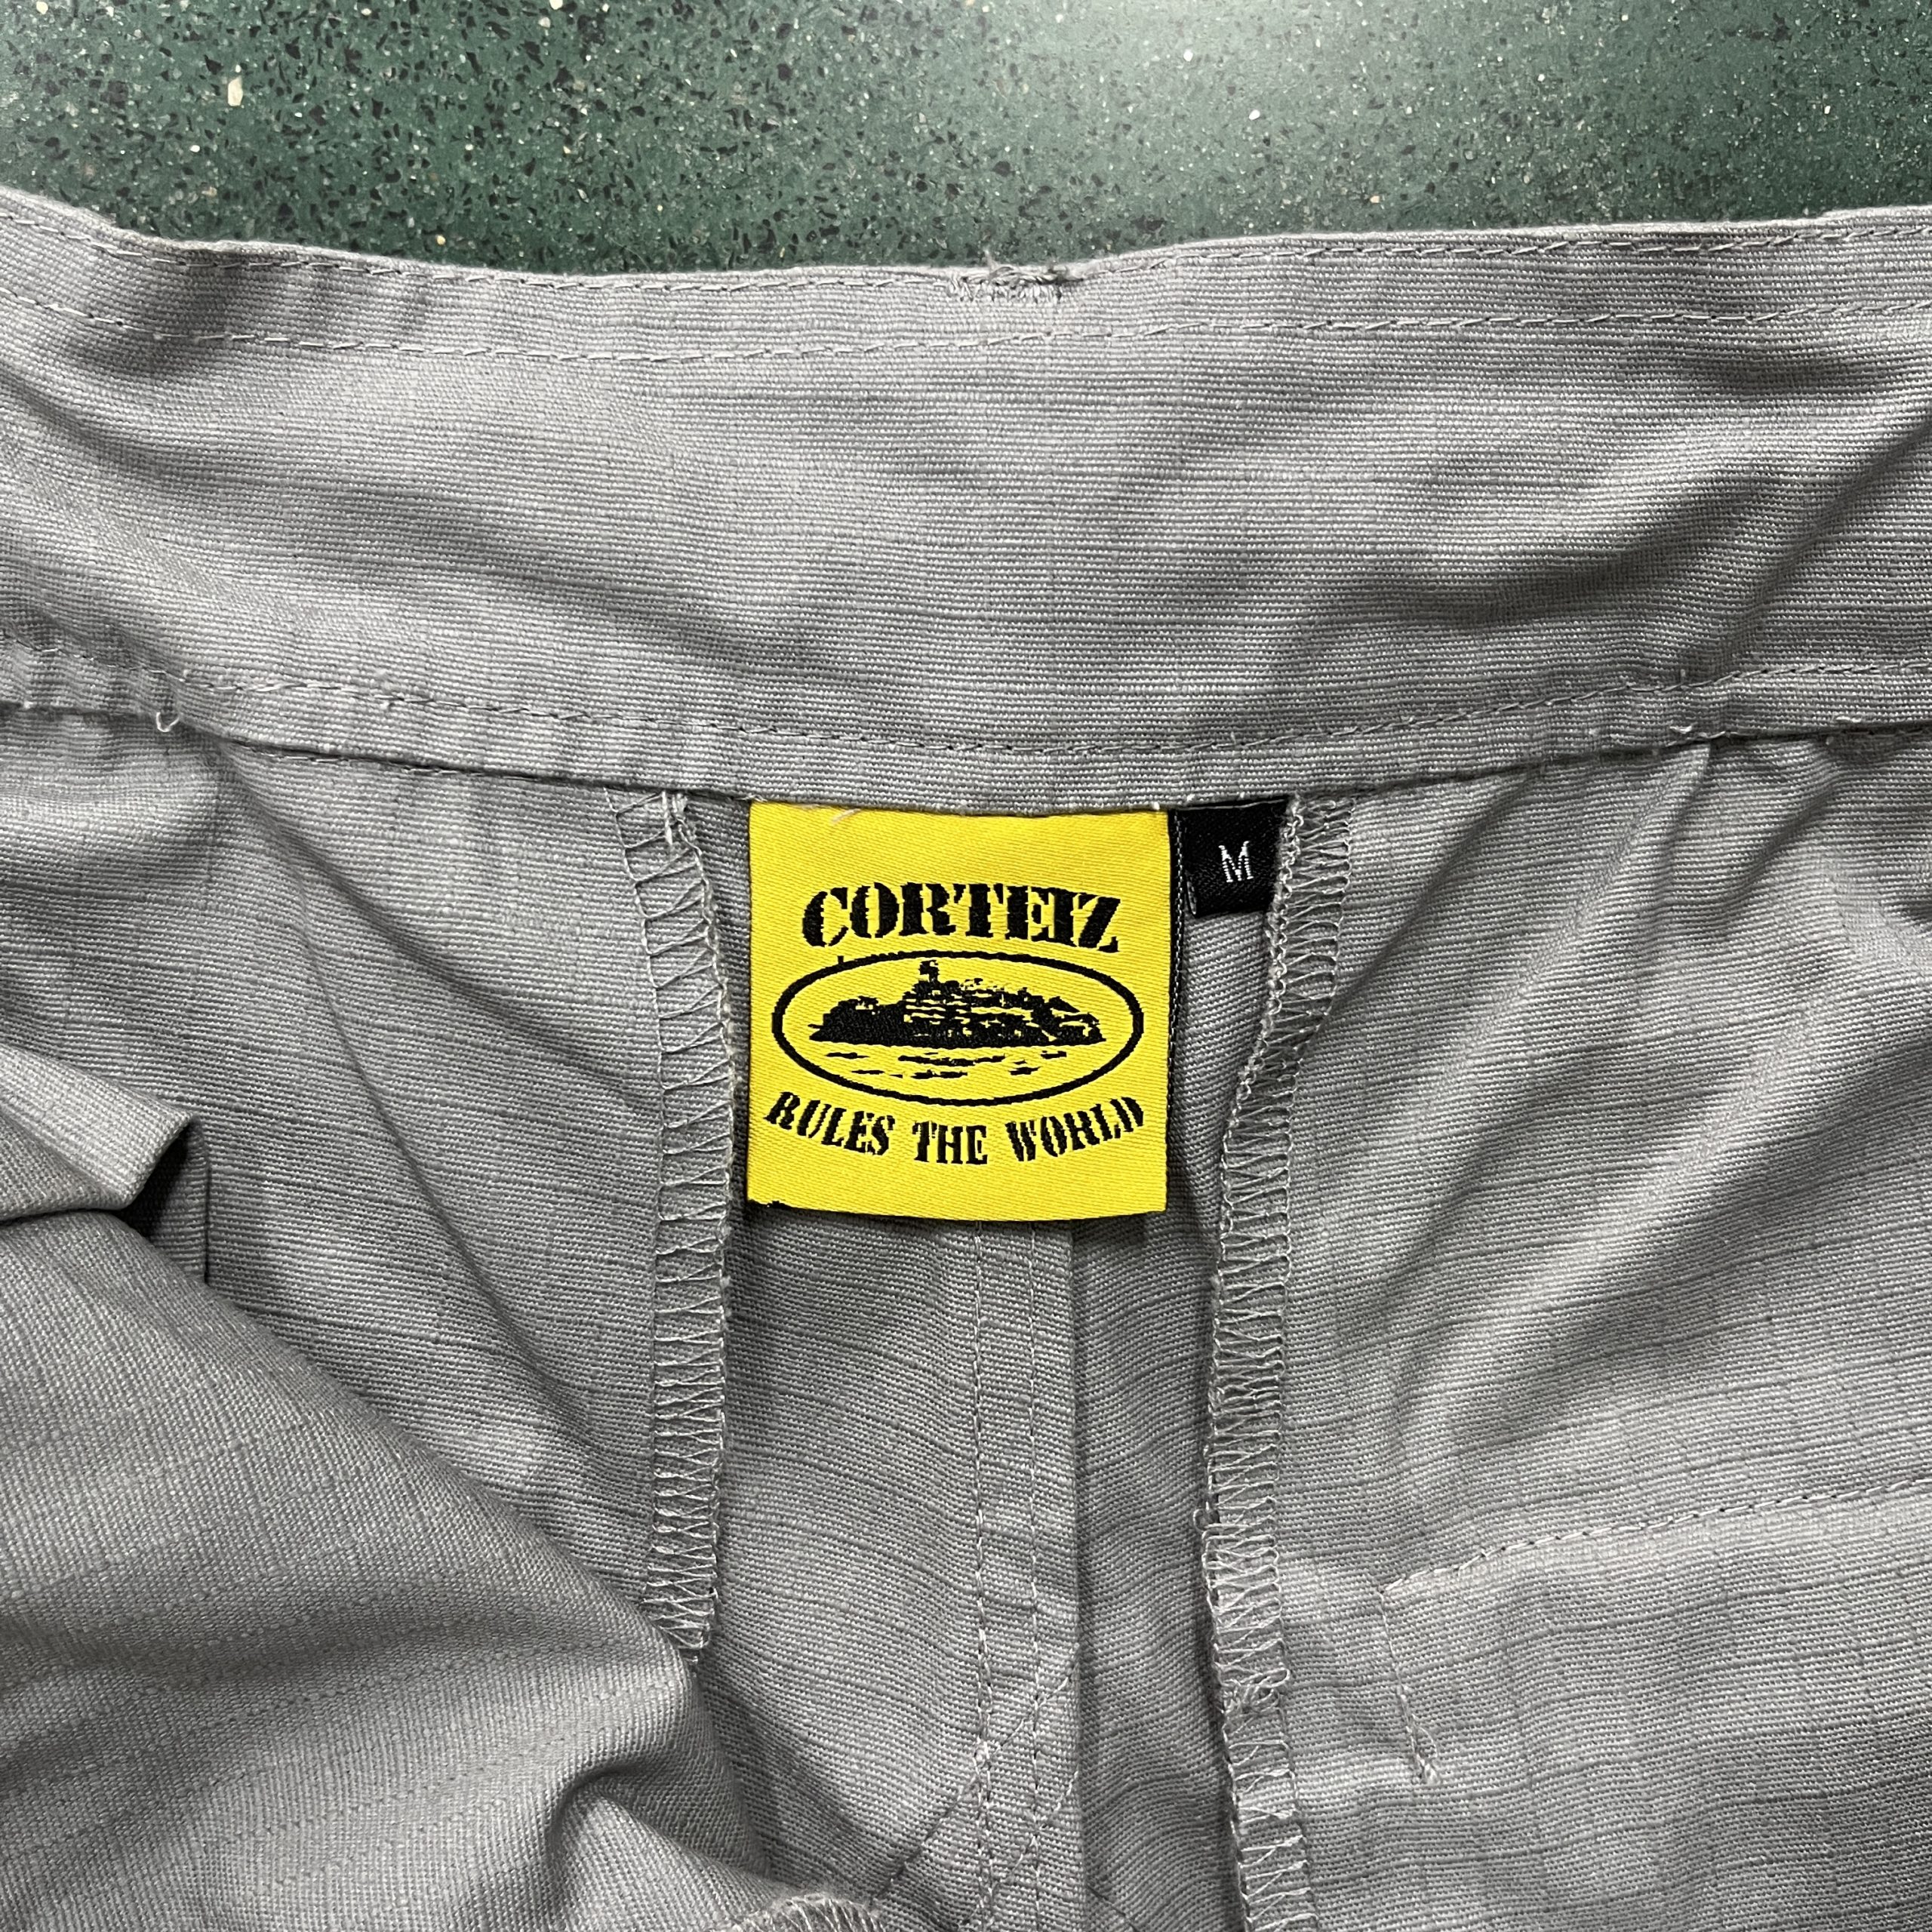 CORTEIZ
RULES THE WORLD
M